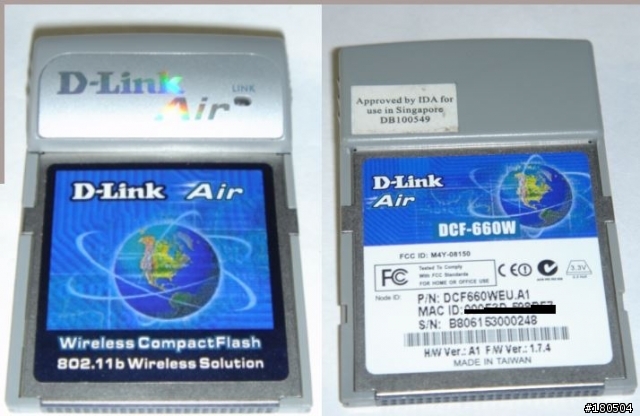 D-Link
Air
LINK
D-Link Air
Wireless CompactFlash
802.11b Wireless Solution
Approved by IDA for
use in Singapore
DB100549
D-Link
Air
DCF-660W
FCC ID: M4Y-08150
FC
Tested To Comply
With FCC Standards
FOR HOME OR OFFICE USE
CE
N
3.3V
Node ID:
P/N: DCF660WEU.A1
MAC ID:
S/N: B806153000248
H/W Ver.: A1 F/W Ver.: 1.7.4
MADE IN TAIWAN
#180504